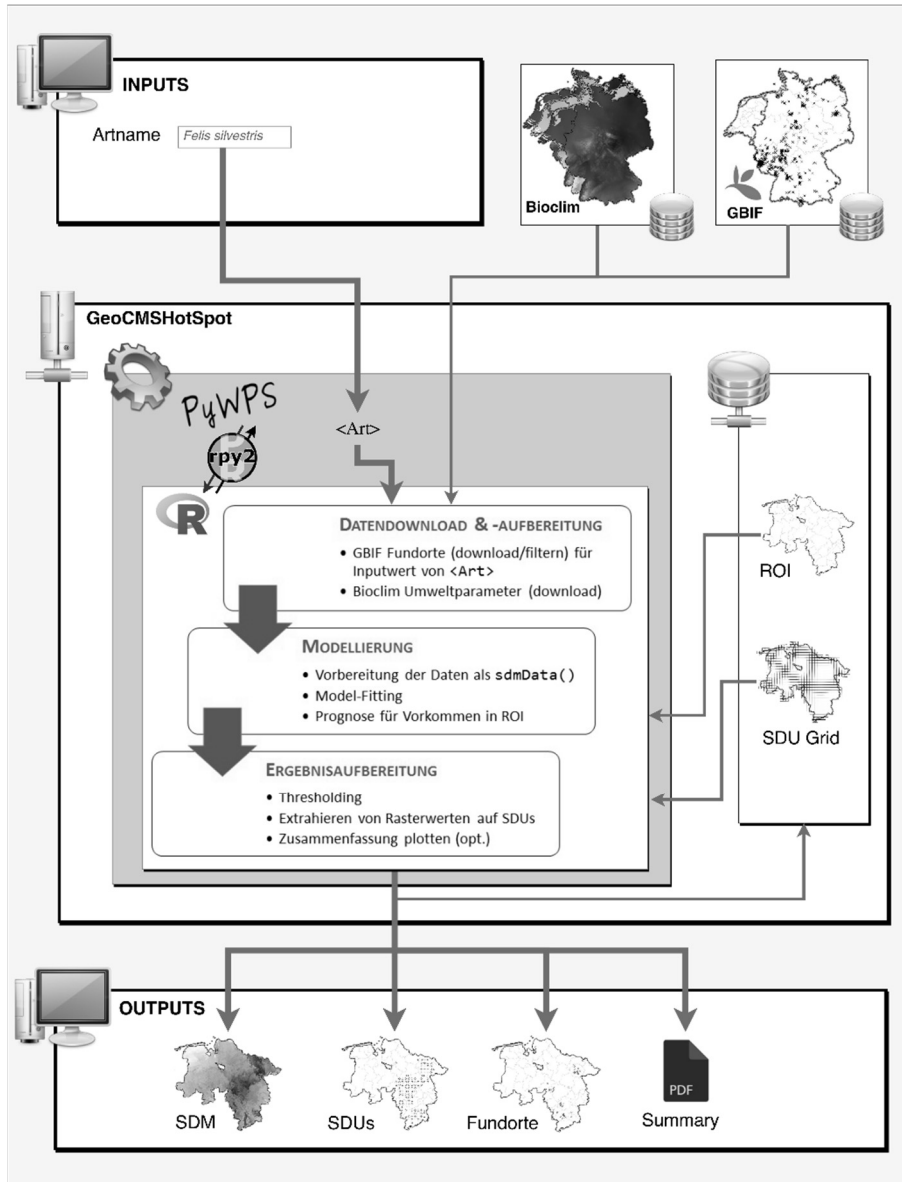 INPUTS
Artname
Felis silvestris
Bioclim
GBIF
GeoCMSHotSpot
PyWPS
<Art>
rpy2
R
DATENDOWNLOAD & -AUFBEREITUNG
• GBIF Fundorte (download/filtern) für
Inputwert von <Art>
• Bioclim Umweltparameter (download)
ROI
MODELLIERUNG
• Vorbereitung der Daten als sdmData()
• Model-Fitting
• Prognose für Vorkommen in ROI
SDU Grid
ERGEBNISAUFBEREITUNG
• Thresholding
• Extrahieren von Rasterwerten auf SDUs
• Zusammenfassung plotten (opt.)
OUTPUTS
SDM
SDUs
Fundorte
PDF
Summary